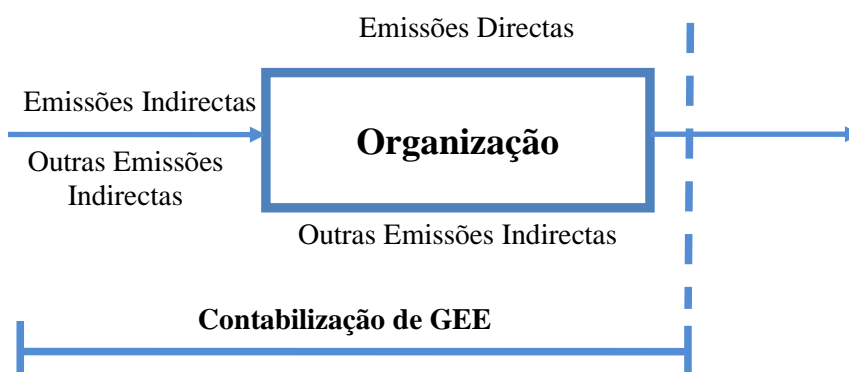 Emissões Directas
Emissões Indirectas
Organização
Outras Emissões
Indirectas
Outras Emissões Indirectas
Contabilização de GEE